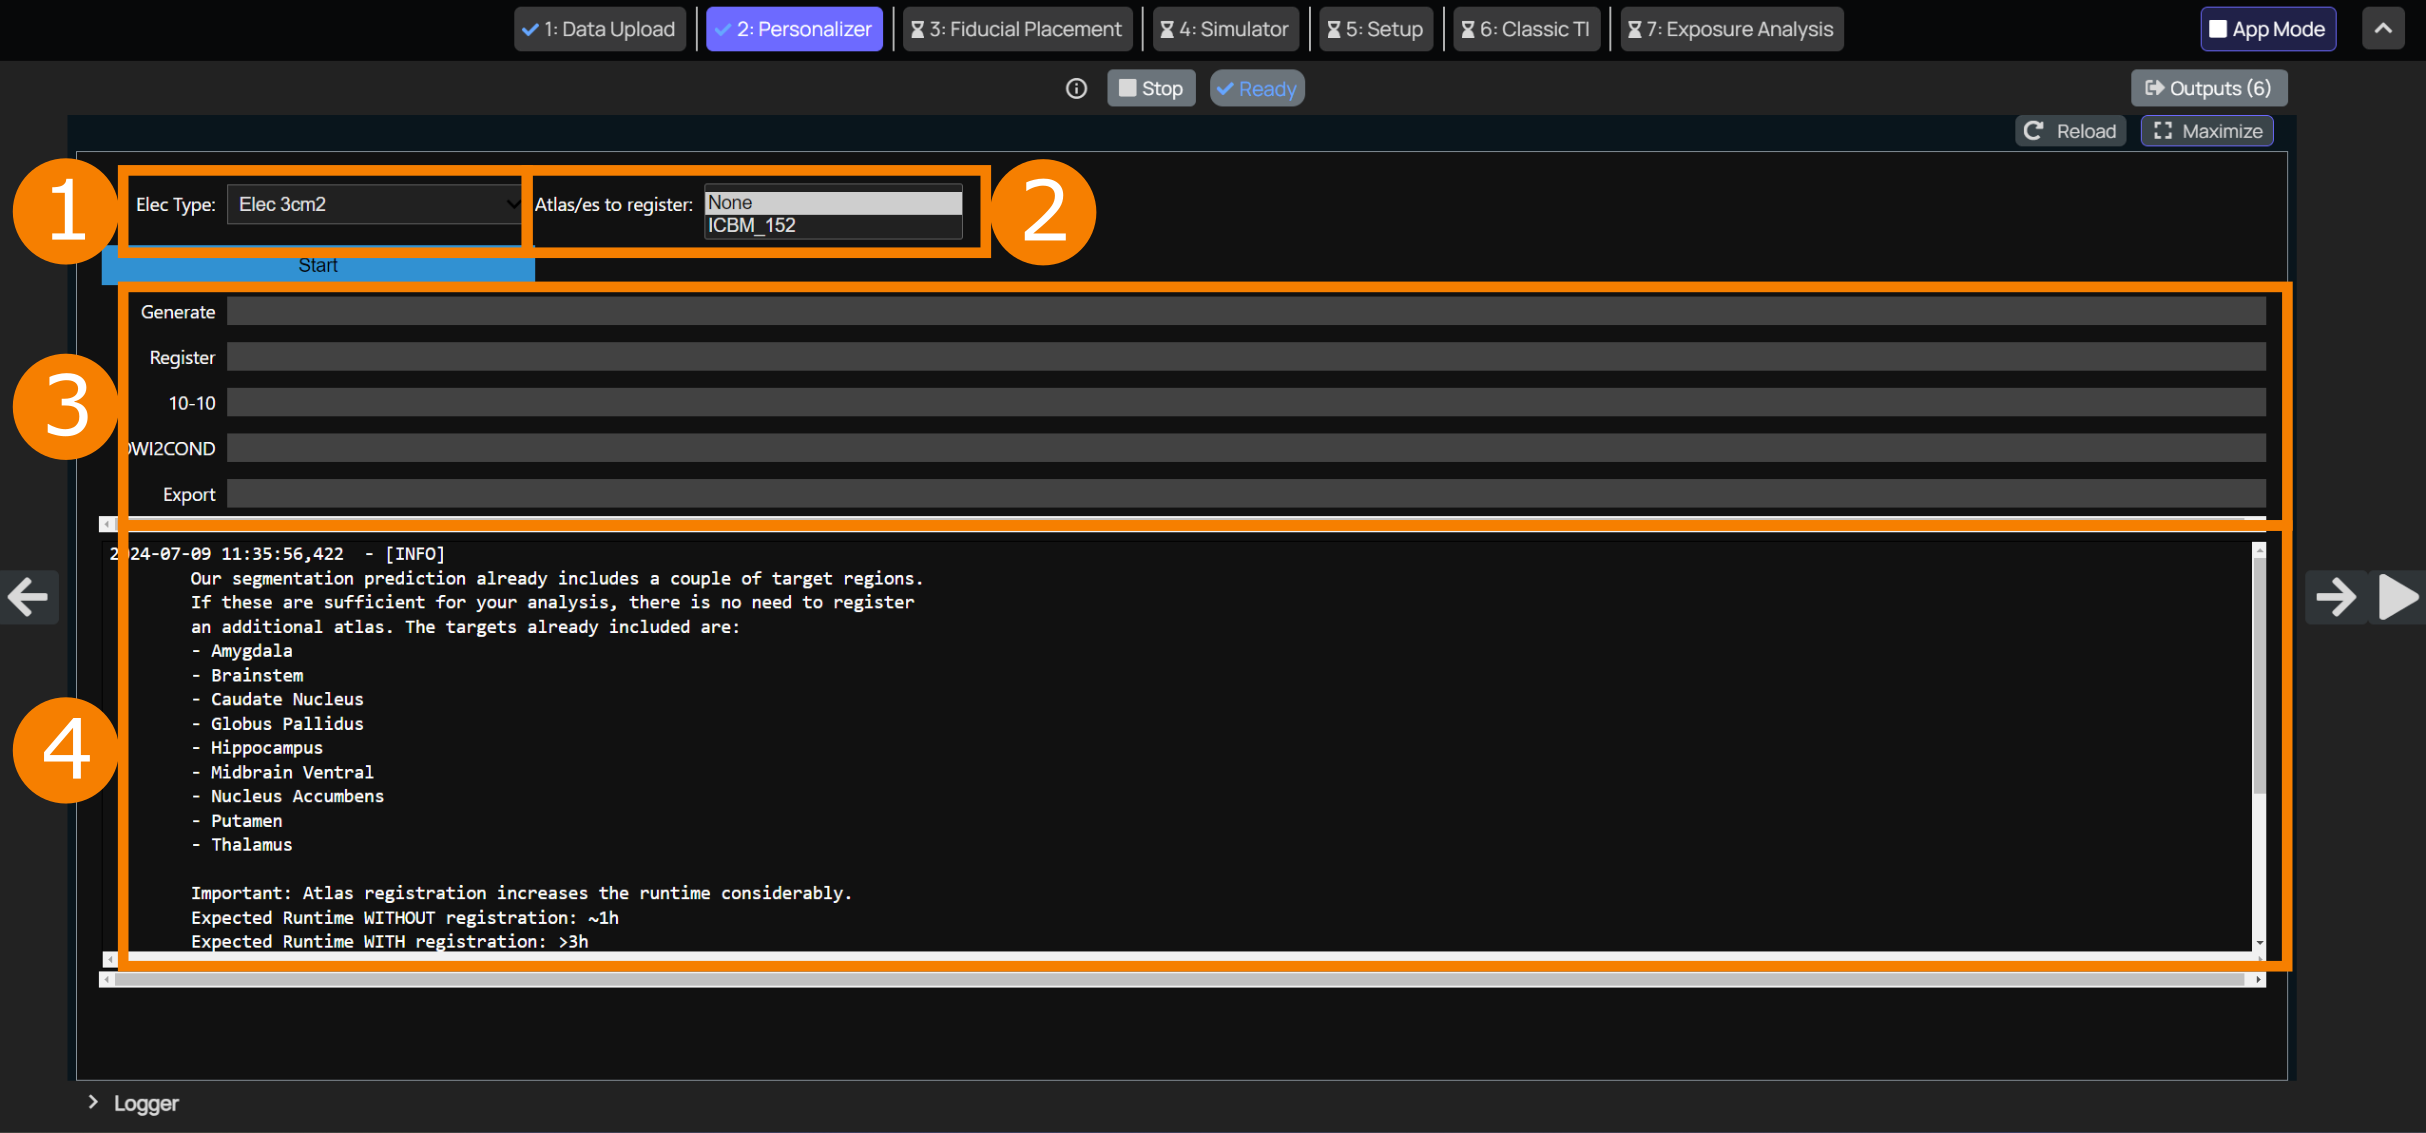 1: Data Upload
2: Personalizer
3: Fiducial Placement
4: Simulator
5: Setup
6: Classic TI
7: Exposure Analysis
App Mode
Stop
Ready
Outputs (6)
Reload
Maximize
1
Elec Type:
Elec 3cm2
Atlas/es to register:
None
ICBM_152
2
Start
3
Generate
Register
10-10
WI2COND
Export
4
2024-07-09 11:35:56,422 - [INFO]
Our segmentation prediction already includes a couple of target regions.
If these are sufficient for your analysis, there is no need to register
an additional atlas. The targets already included are:
- Amygdala
- Brainstem
- Caudate Nucleus
- Globus Pallidus
- Hippocampus
- Midbrain Ventral
- Nucleus Accumbens
- Putamen
- Thalamus
Important: Atlas registration increases the runtime considerably.
Expected Runtime WITHOUT registration: ~1h
Expected Runtime WITH registration: >3h
Logger